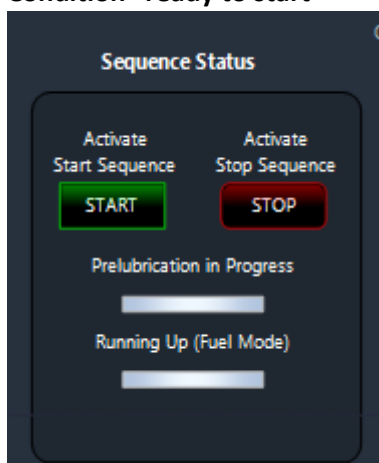 Condition "ready to start"
Sequence Status
Activate Activate
Start Sequence Stop Sequence
START STOP
Prelubrication in Progress
Running Up (Fuel Mode)